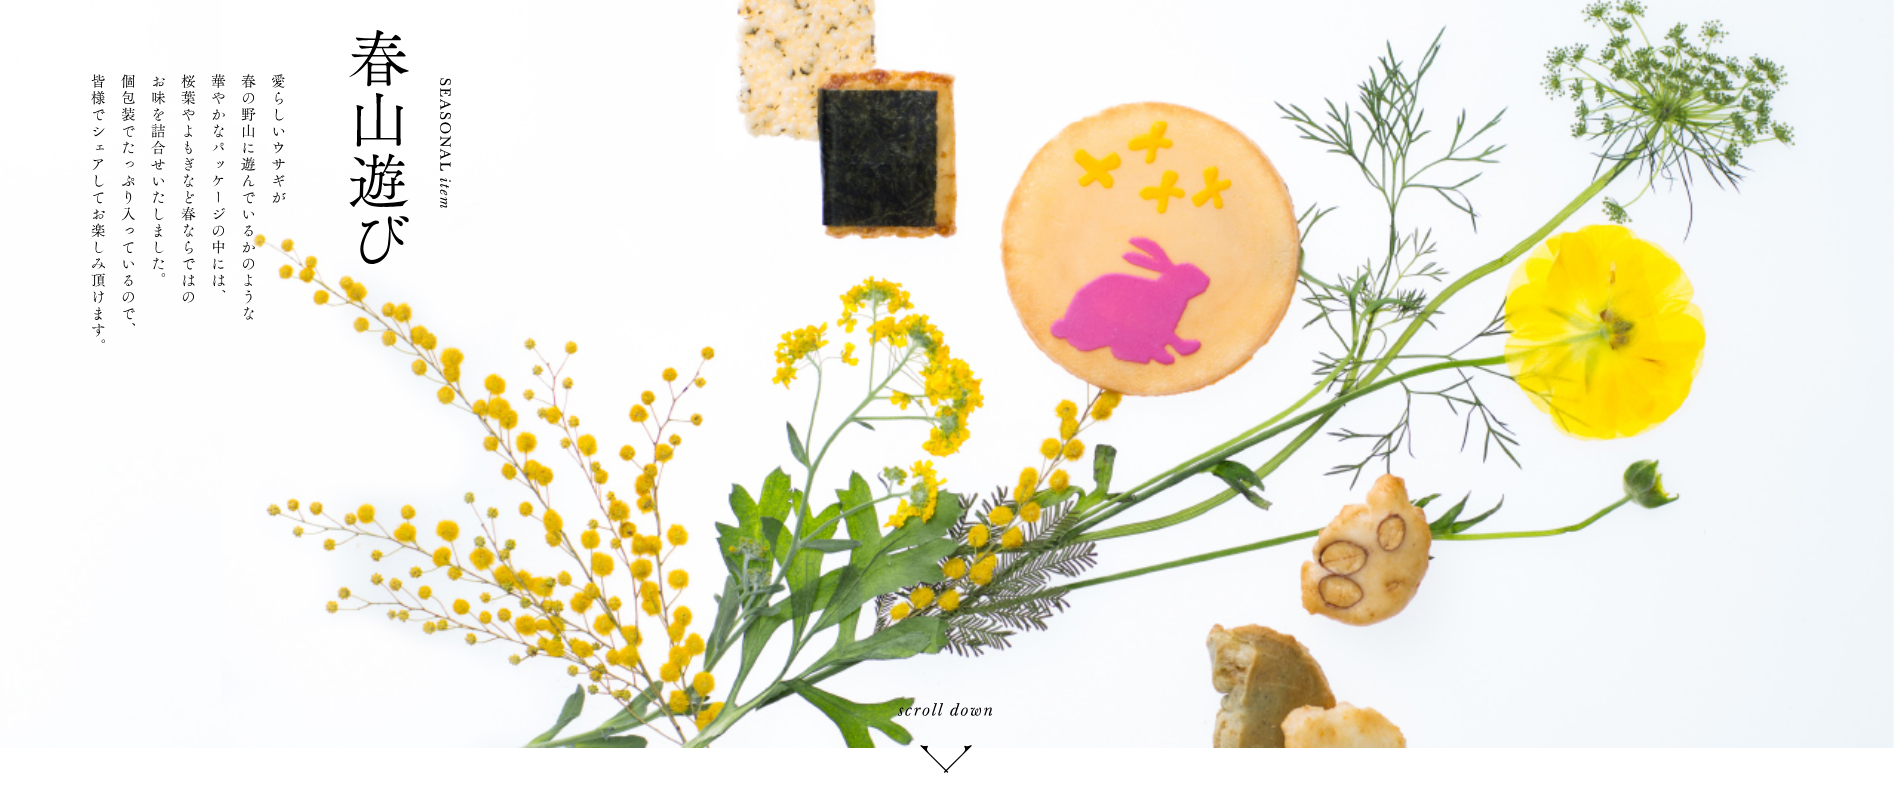 SEASONAL item
春山遊び
愛らしいウサギが
春の野山に遊んでいるかのような
華やかなパッケージの中には、
桜葉やよもぎなど春ならではの
お味を詰合せいたしました。
個包装でたっぷり入っているので、
皆様でシェアしてお楽しみ頂けます。
scroll down